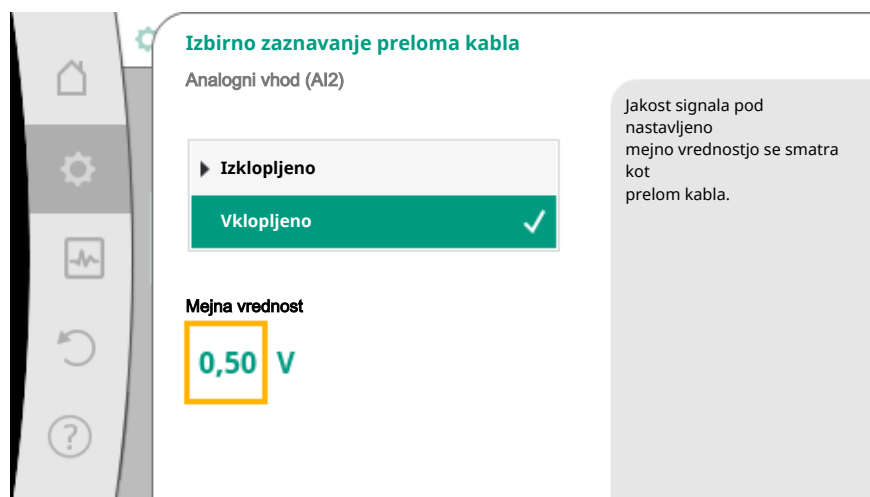 Izbirno zaznavanje preloma kabla
Analogni vhod (AI2)
Izklopljeno
Vklopljeno
Mejna vrednost
0,50 V
Jakost signala pod
nastavljeno
mejno vrednostjo se smatra
kot
prelom kabla.
?